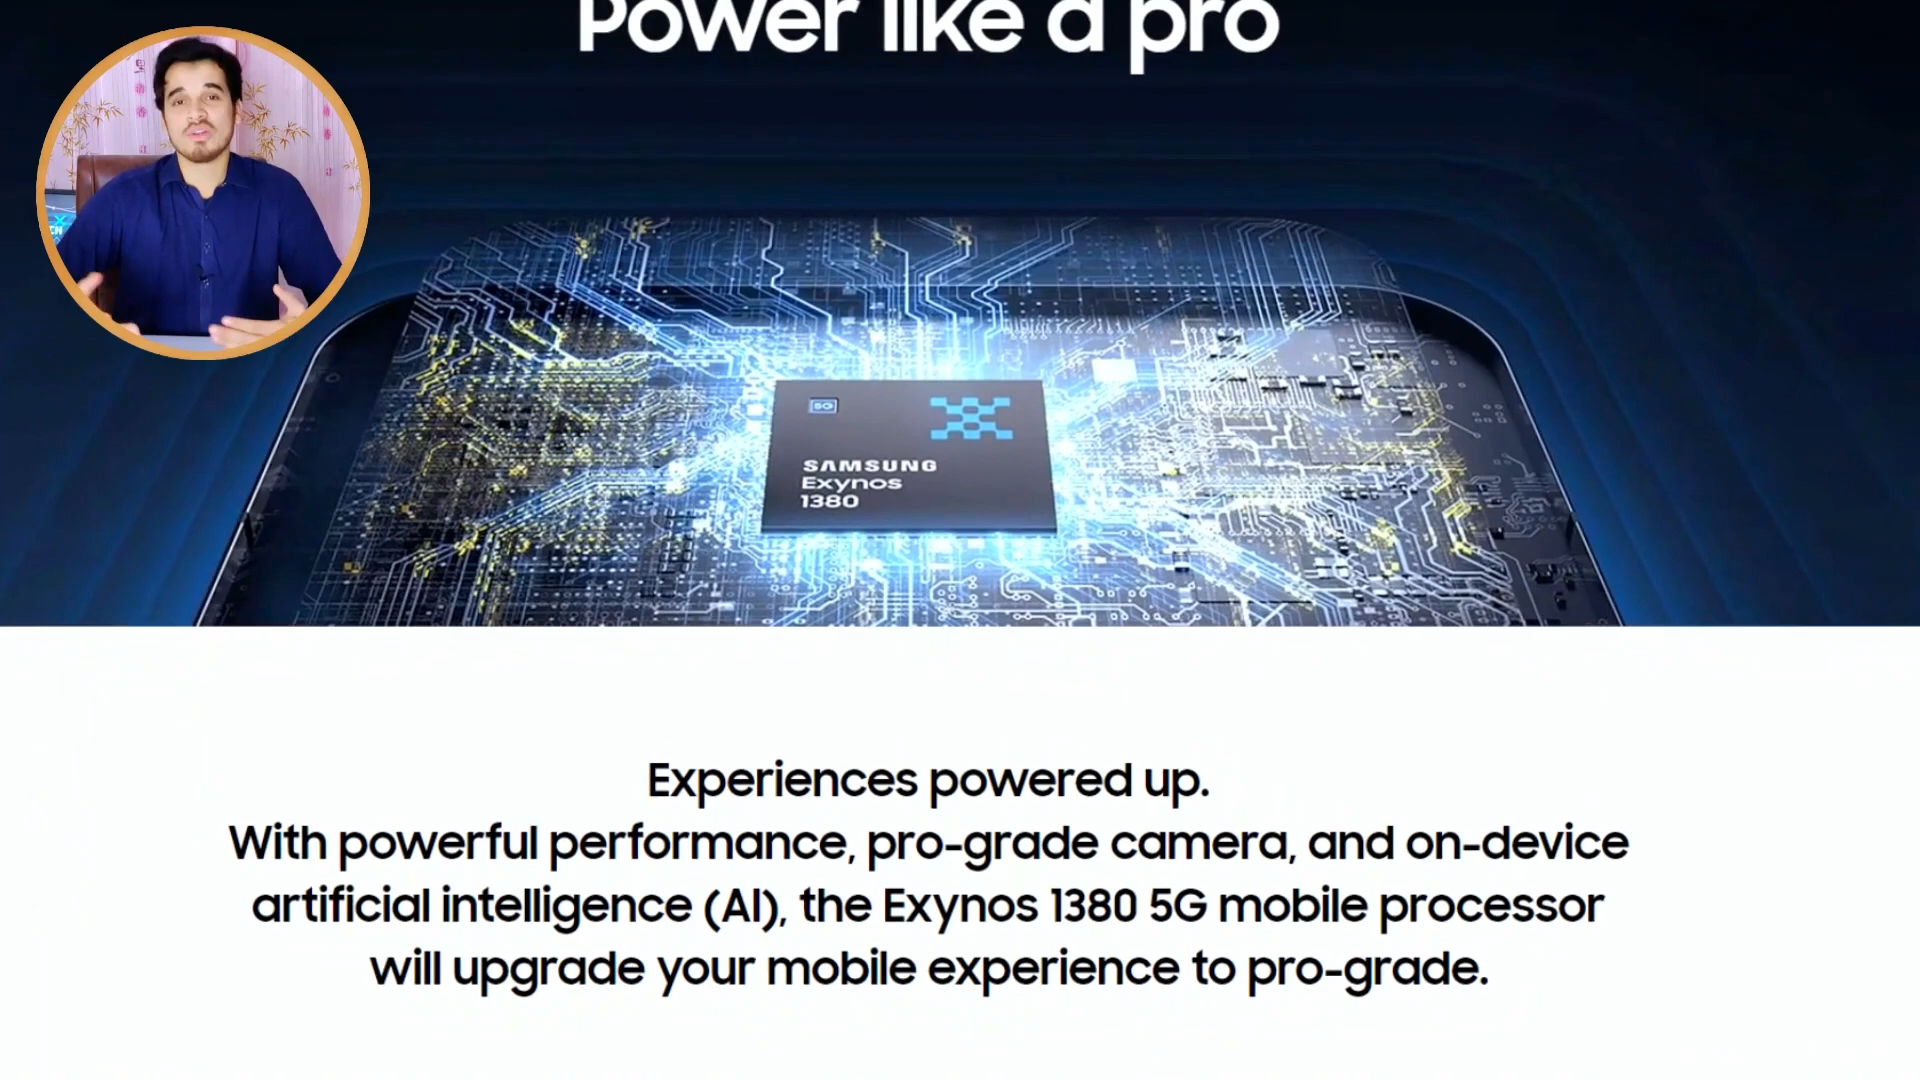 Power like a pro
5G
SAMSUNG
Exynos
1380
Experiences powered up.
With powerful performance, pro-grade camera, and on-device
artificial intelligence (AI), the Exynos 1380 5G mobile processor
will upgrade your mobile experience to pro-grade.